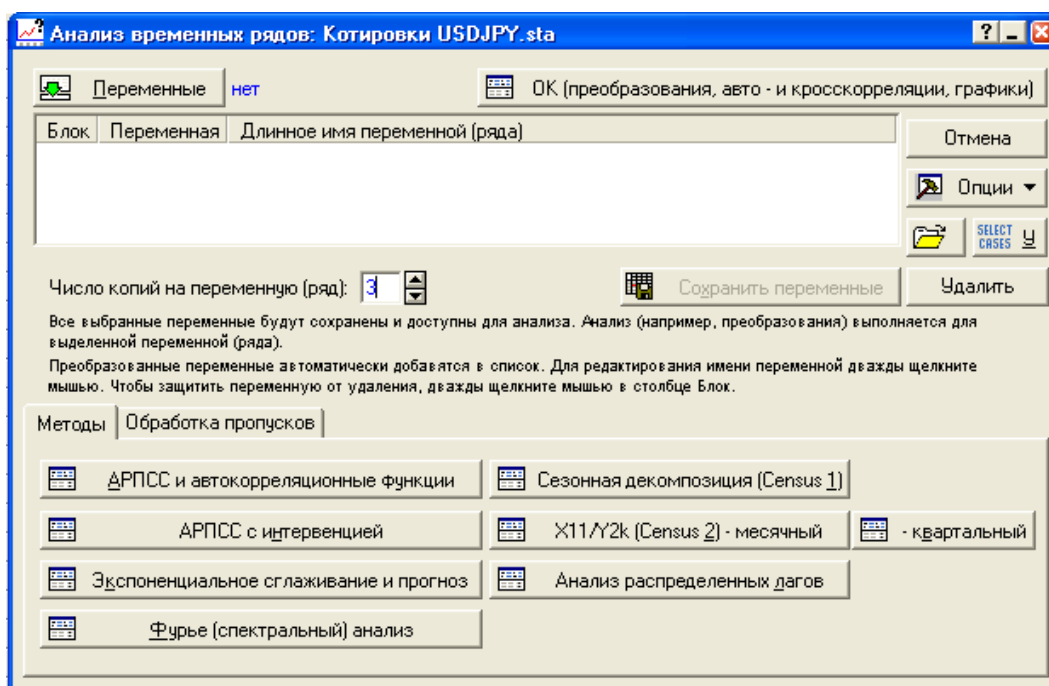 Анализ временных рядов: Котировки USDJPY.sta
Переменные нет ОК (преобразования, авто - и кросскорреляции, графики)
Блок Переменная Длинное имя переменной (ряда)
Отмена
Опции
SELECT CASES У
Число копий на переменную (ряд): 3 Сохранить переменные Удалить
Все выбранные переменные будут сохранены и доступны для анализа. Анализ (например, преобразования) выполняется для
выделенной переменной (ряда).
Преобразованные переменные автоматически добавятся в список. Для редактирования имени переменной дважды щелкните
мышью. Чтобы защитить переменную от удаления, дважды щелкните мышью в столбце Блок.
Методы Обработка пропусков
АРПСС и автокорреляционные функции Сезонная декомпозиция (Census 1)
АРПСС с интервенцией X11/Y2k (Census 2) - месячный - квартальный
Экспоненциальное сглаживание и прогноз Анализ распределенных лагов
Фурье (спектральный) анализ